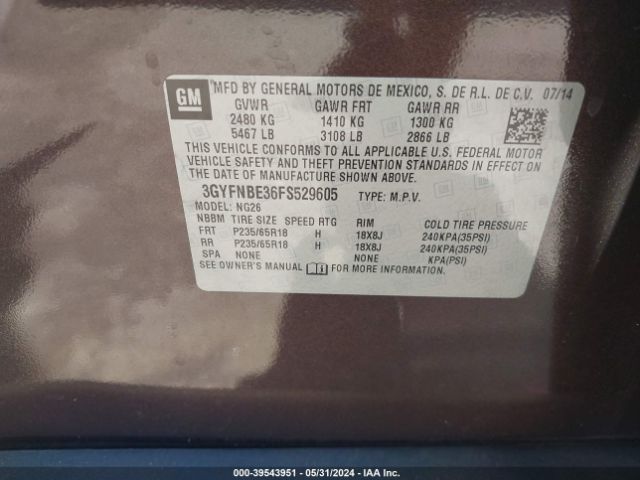 GM
MFD BY GENERAL MOTORS DE MEXICO, S. DE R.L. DE C.V. 07/14
GVWR GAWR FRT GAWR RR
2480 KG 1410 KG 1300 KG
5467 LB 3108 LB 2866 LB
THIS VEHICLE CONFORMS TO ALL APPLICABLE U.S. FEDERAL MOTOR
VEHICLE SAFETY AND THEFT PREVENTION STANDARDS IN EFFECT ON
THE DATE OF MANUFACTURE SHOWN ABOVE.
3GYFNBE36FS529605 TYPE: M.P.V.
MODEL: NG26
NBBM TIRE SIZE SPEED RTG RIM COLD TIRE PRESSURE
FRT P235/65R18 H 18X8J 240KPA(35PSI)
RR P235/65R18 H 18X8J 240KPA(35PSI)
SPA NONE NONE KPA(PSI)
SEE OWNER'S MANUAL FOR MORE INFORMATION.
000-39543951 - 05/31/2024 - IAA Inc.